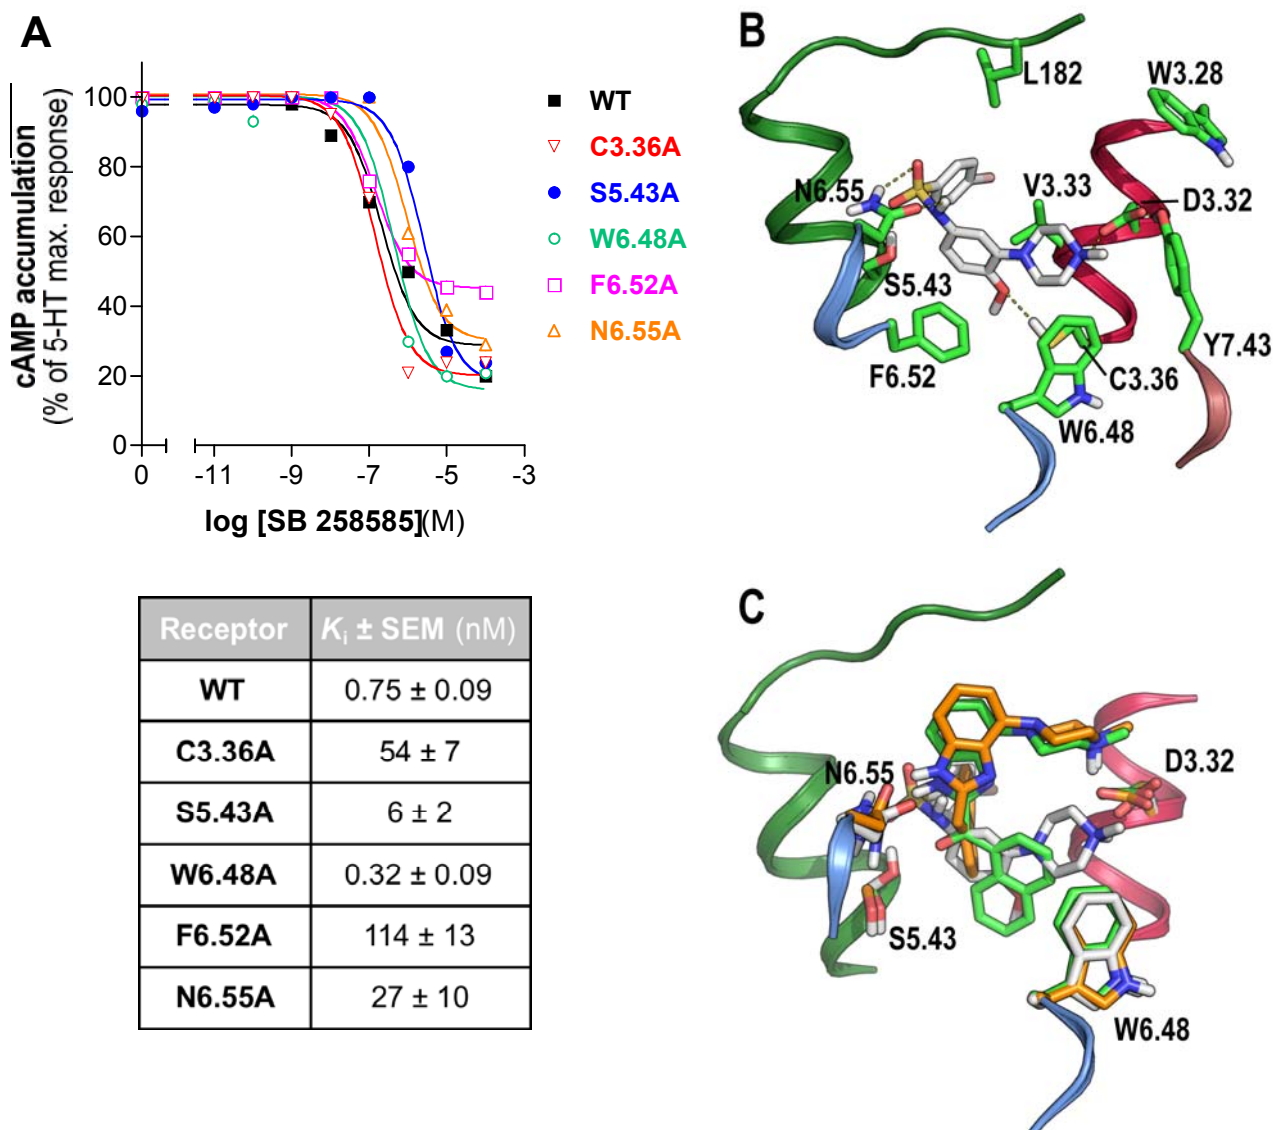 A
cAMP accumulation
(% of 5-HT max. response)
100
80
60
40
20
0
0 -11 -9 -7 -5 -3
log [SB 258585](M)
WT
C3.36A
S5.43A
W6.48A
F6.52A
N6.55A
Receptor Ki ± SEM (nM)
WT 0.75 ± 0.09
C3.36A 54 ± 7
S5.43A 6 ± 2
W6.48A 0.32 ± 0.09
F6.52A 114 ± 13
N6.55A 27 ± 10
B
L182
W3.28
N6.55
V3.33
D3.32
S5.43
F6.52
C3.36
Y7.43
W6.48
C
N6.55
D3.32
S5.43
W6.48